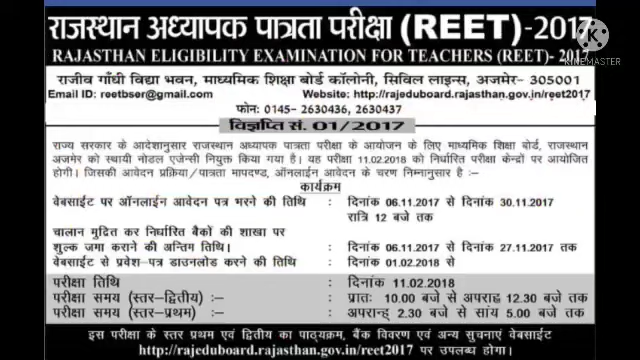 राजस्थान अध्यापक पात्रता परीक्षा (REET)-2017
KINEMASTER
RAJASTHAN ELIGIBILITY EXAMINATION FOR TEACHERS (REET)- 2017
राजीव गाँधी विद्या भवन, माध्यमिक शिक्षा बोर्ड कॉलोनी, सिविल लाइन्स, अजमेर- 305001
Email ID: reetbser@gmail.com Website: http://rajeduboard.rajasthan.gov.in/reet2017
फोन: 0145- 2630436, 2630437
विज्ञप्ति सं. 01/2017
राज्य सरकार के आदेशानुसार राजस्थान अध्यापक पात्रता परीक्षा के आयोजन के लिए माध्यमिक शिक्षा बोर्ड, राजस्थान
अजमेर को स्थायी नोडल एजेन्सी नियुक्त किया गया है। यह परीक्षा 11.02.2018 को निर्धारित परीक्षा केन्द्रों पर आयोजित
होगी। जिसकी आवेदन प्रक्रिया/पात्रता मापदण्ड, ऑनलाईन आवेदन के चरण निम्नानुसार है :-
कार्यक्रम
वेबसाईट पर ऑनलाईन आवेदन पत्र भरने की तिथि : दिनांक 06.11.2017 से दिनांक 30.11.2017
रात्रि 12 बजे तक
चालान मुद्रित कर निर्धारित बैकों की शाखा पर
शुल्क जमा कराने की अन्तिम तिथि। : दिनांक 06.11.2017 से दिनांक 27.11.2017 तक
वेबसाईट से प्रवेश-पत्र डाउनलोड करने की तिथि : दिनांक 01.02.2018 से
परीक्षा तिथि : दिनांक 11.02.2018
परीक्षा समय (स्तर-द्वितीय) :- : प्रातः 10.00 बजे से अपराह्न 12.30 बजे तक
परीक्षा समय (स्तर-प्रथम) :- : अपरान्ह् 2.30 बजे से सांय 5.00 बजे तक
इस परीक्षा के स्तर प्रथम एवं द्वितीय का पाठ्यक्रम, बैंक विवरण एवं अन्य सुचनाएं वेबसाईट
http://rajeduboard.rajasthan.gov.in/reet2017 पर उपलब्ध होगा।